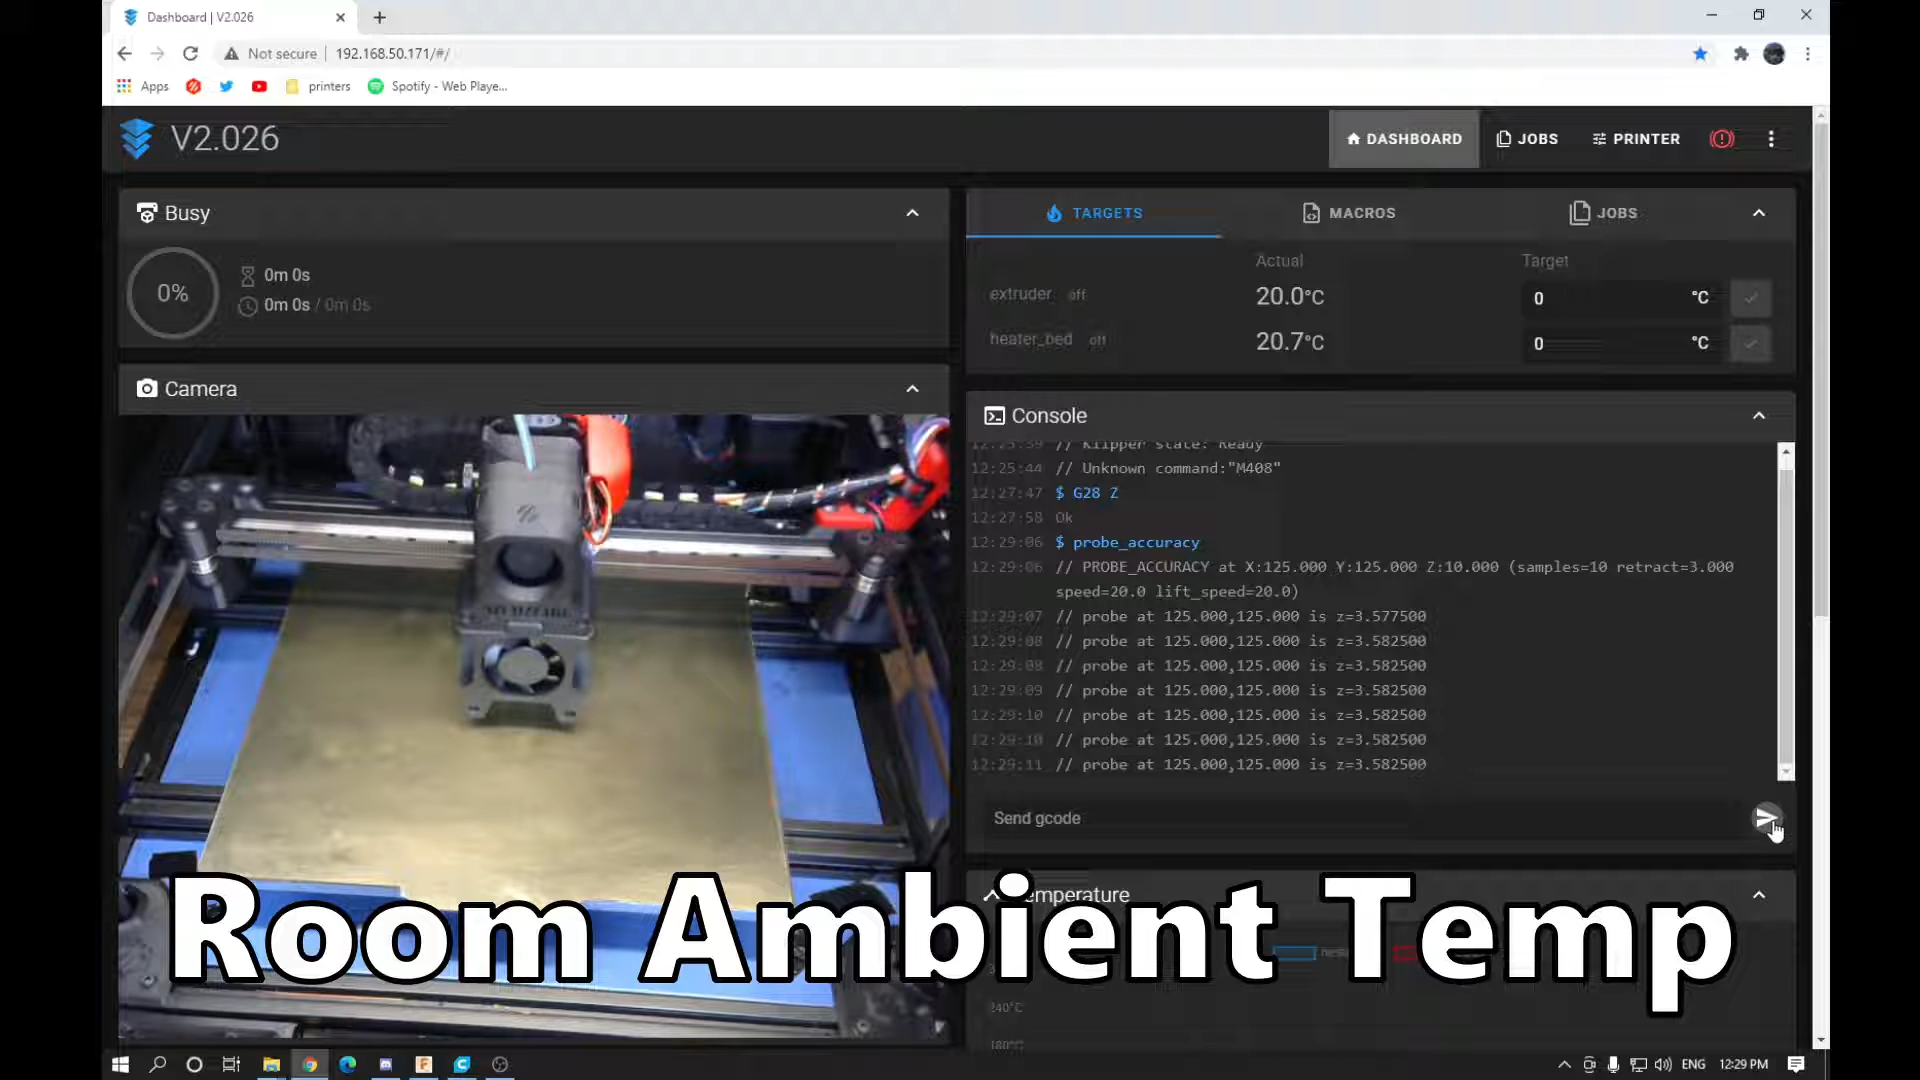 Dashboard | V2.026
Not secure | 192.168.50.171/#/
Apps printers Spotify - Web Playe...
V2.026
DASHBOARD JOBS PRINTER
Busy
TARGETS MACROS JOBS
0%
0m 0s
0m 0s / 0m 0s
Actual Target
extruder off 20.0°C 0 °C
heater_bed off 20.7°C 0 °C
Camera
Console
12:25:39 // Klipper state: Ready
12:25:44 // Unknown command:"M408"
12:27:47 $ G28 Z
12:27:58 Ok
12:29:06 $ probe_accuracy
12:29:06 // PROBE_ACCURACY at X:125.000 Y:125.000 Z:10.000 (samples=10 retract=3.000
speed=20.0 lift_speed=20.0)
12:29:07 // probe at 125.000,125.000 is z=3.577500
12:29:08 // probe at 125.000,125.000 is z=3.582500
12:29:08 // probe at 125.000,125.000 is z=3.582500
12:29:09 // probe at 125.000,125.000 is z=3.582500
12:29:10 // probe at 125.000,125.000 is z=3.582500
12:29:10 // probe at 125.000,125.000 is z=3.582500
12:29:11 // probe at 125.000,125.000 is z=3.582500
Send gcode
emperature
Room Ambient Temp
240°C
180°C
ENG 12:29 PM